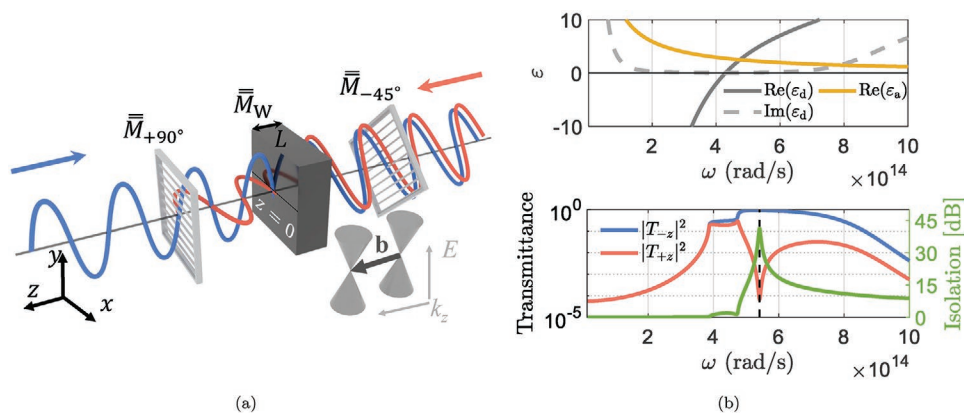 M̿+90°
M̿W
M̿−45°
L
z = 0
b
E
kz
y
z
x
(a)
10
ε
0
-10
Re(εd)
Re(εa)
Im(εd)
2
4
6
8
10
ω (rad/s)
× 10^14
Transmittance
10^0
10^-5
|T−z|^2
|T+z|^2
45
30
15
0
Isolation [dB]
2
4
6
8
10
ω (rad/s)
× 10^14
(b)